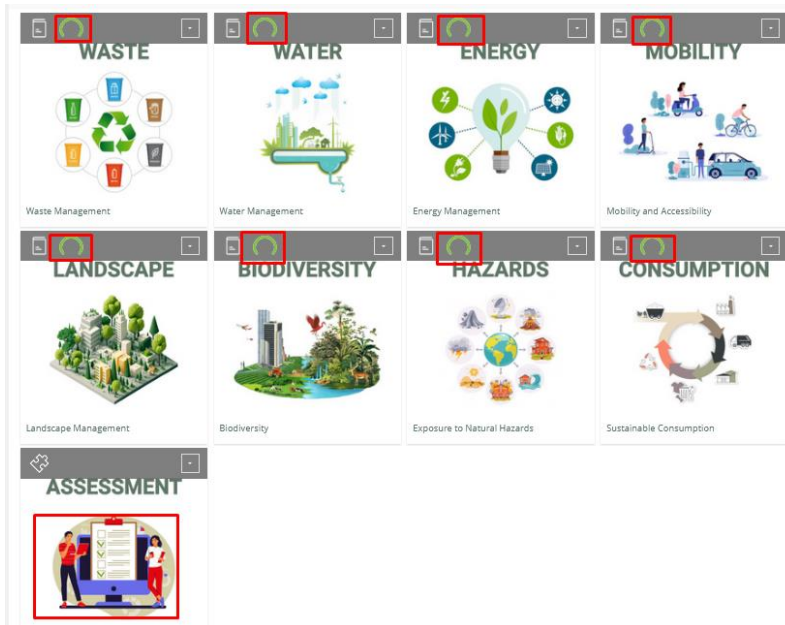 WASTE
WATER
ENERGY
MOBILITY
Waste Management
Water Management
Energy Management
Mobility and Accessibility
LANDSCAPE
BIODIVERSITY
HAZARDS
CONSUMPTION
Landscape Management
Biodiversity
Exposure to Natural Hazards
Sustainable Consumption
ASSESSMENT